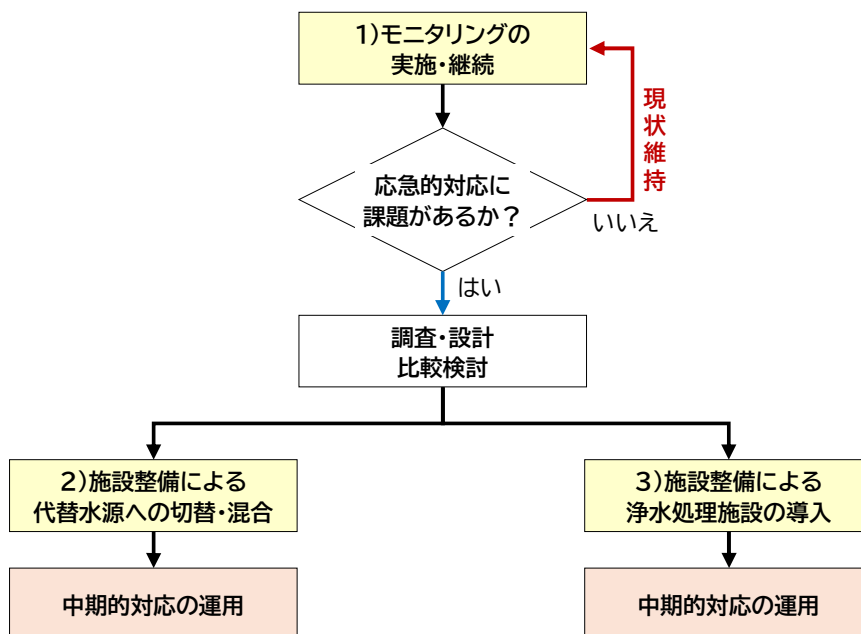 1)モニタリングの
実施・継続
現状維持
応急的対応に
課題があるか？
いいえ
はい
調査・設計
比較検討
2)施設整備による
代替水源への切替・混合
3)施設整備による
浄水処理施設の導入
中期的対応の運用
中期的対応の運用